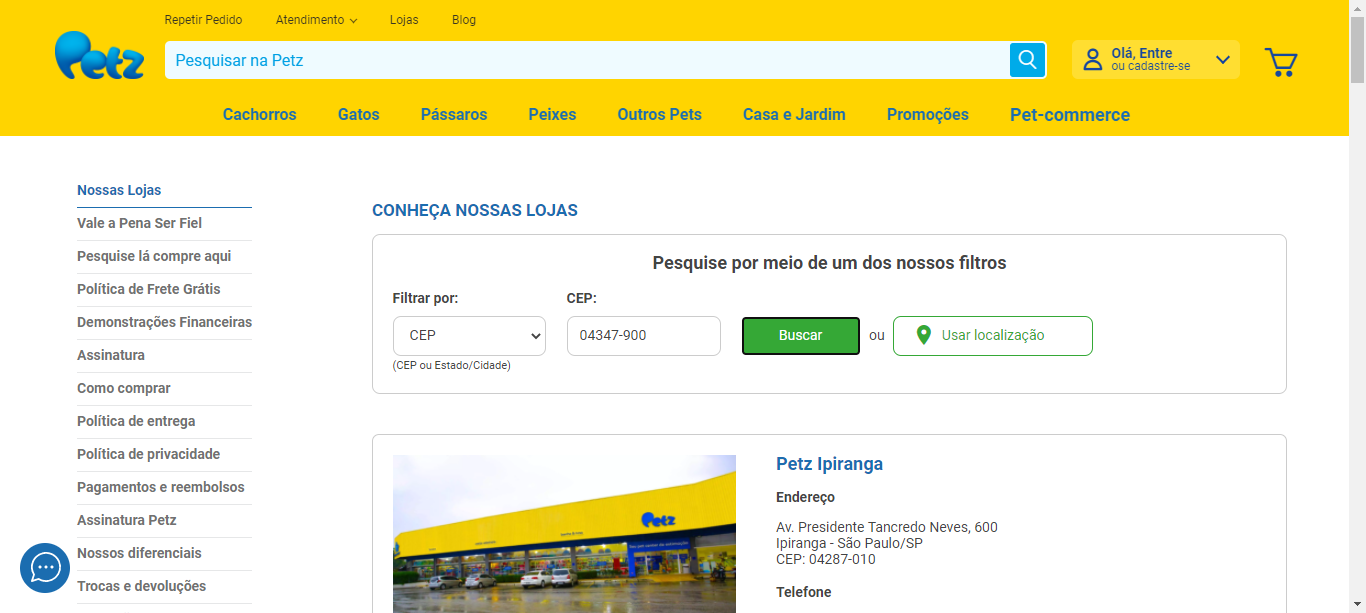 Repetir Pedido
Atendimento
Lojas
Blog
Petz
Pesquisar na Petz
Olá, Entre
ou cadastre-se
Cachorros
Gatos
Pássaros
Peixes
Outros Pets
Casa e Jardim
Promoções
Pet-commerce
Nossas Lojas
Vale a Pena Ser Fiel
Pesquise lá compre aqui
Política de Frete Grátis
Demonstrações Financeiras
Assinatura
Como comprar
Política de entrega
Política de privacidade
Pagamentos e reembolsos
Assinatura Petz
Nossos diferenciais
Trocas e devoluções
CONHEÇA NOSSAS LOJAS
Pesquise por meio de um dos nossos filtros
Filtrar por:
CEP:
CEP
04347-900
Buscar
ou
Usar localização
(CEP ou Estado/Cidade)
Petz
Petz Ipiranga
Endereço
Av. Presidente Tancredo Neves, 600
Ipiranga - São Paulo/SP
CEP: 04287-010
Telefone